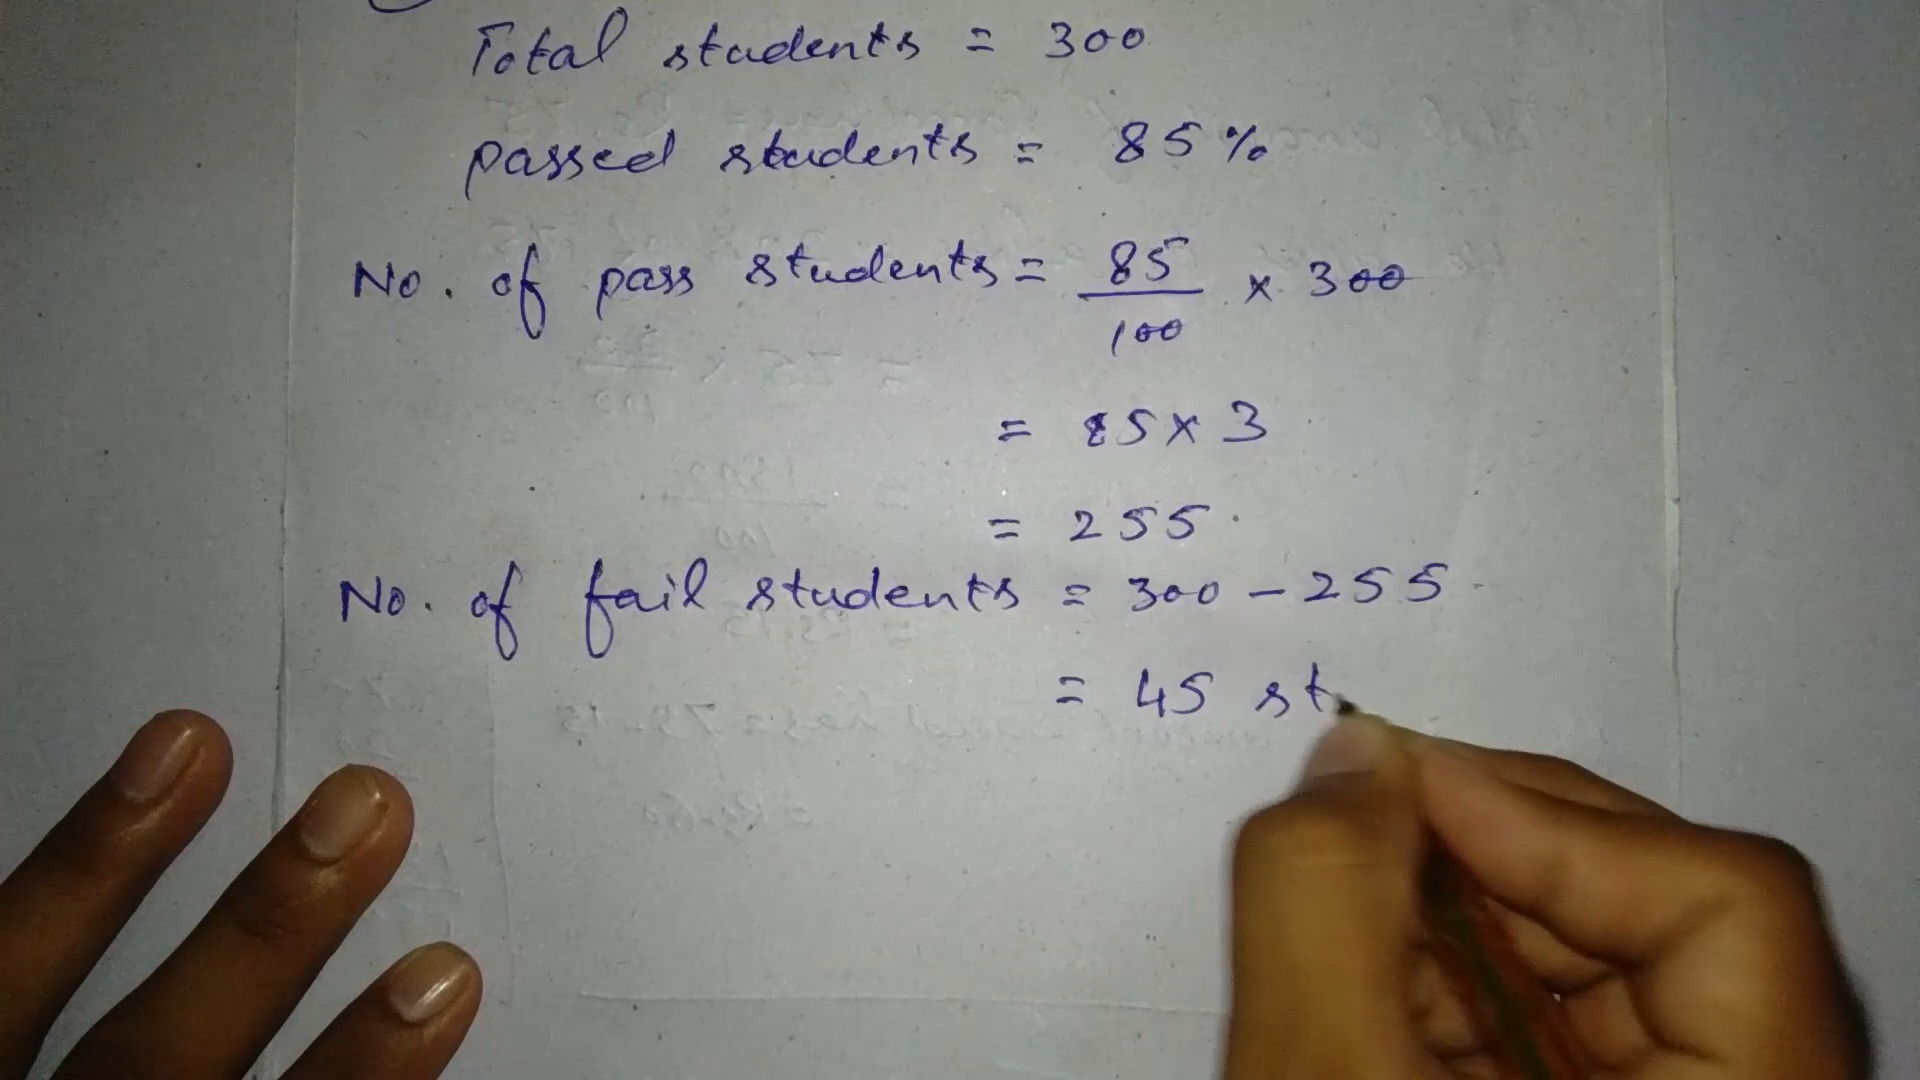 Total students = 300
passed students = 85%
No. of pass students = 85/100 × 300
= 85 × 3
= 255
No. of fail students = 300 - 255
= 45 st